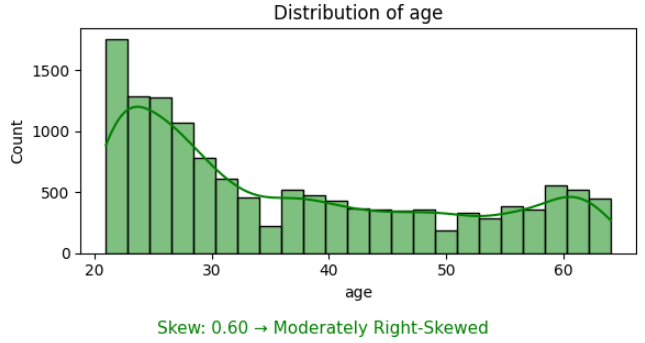 Distribution of age
1500
1000
500
0
Count
20 30 40 50 60
age
Skew: 0.60 → Moderately Right-Skewed